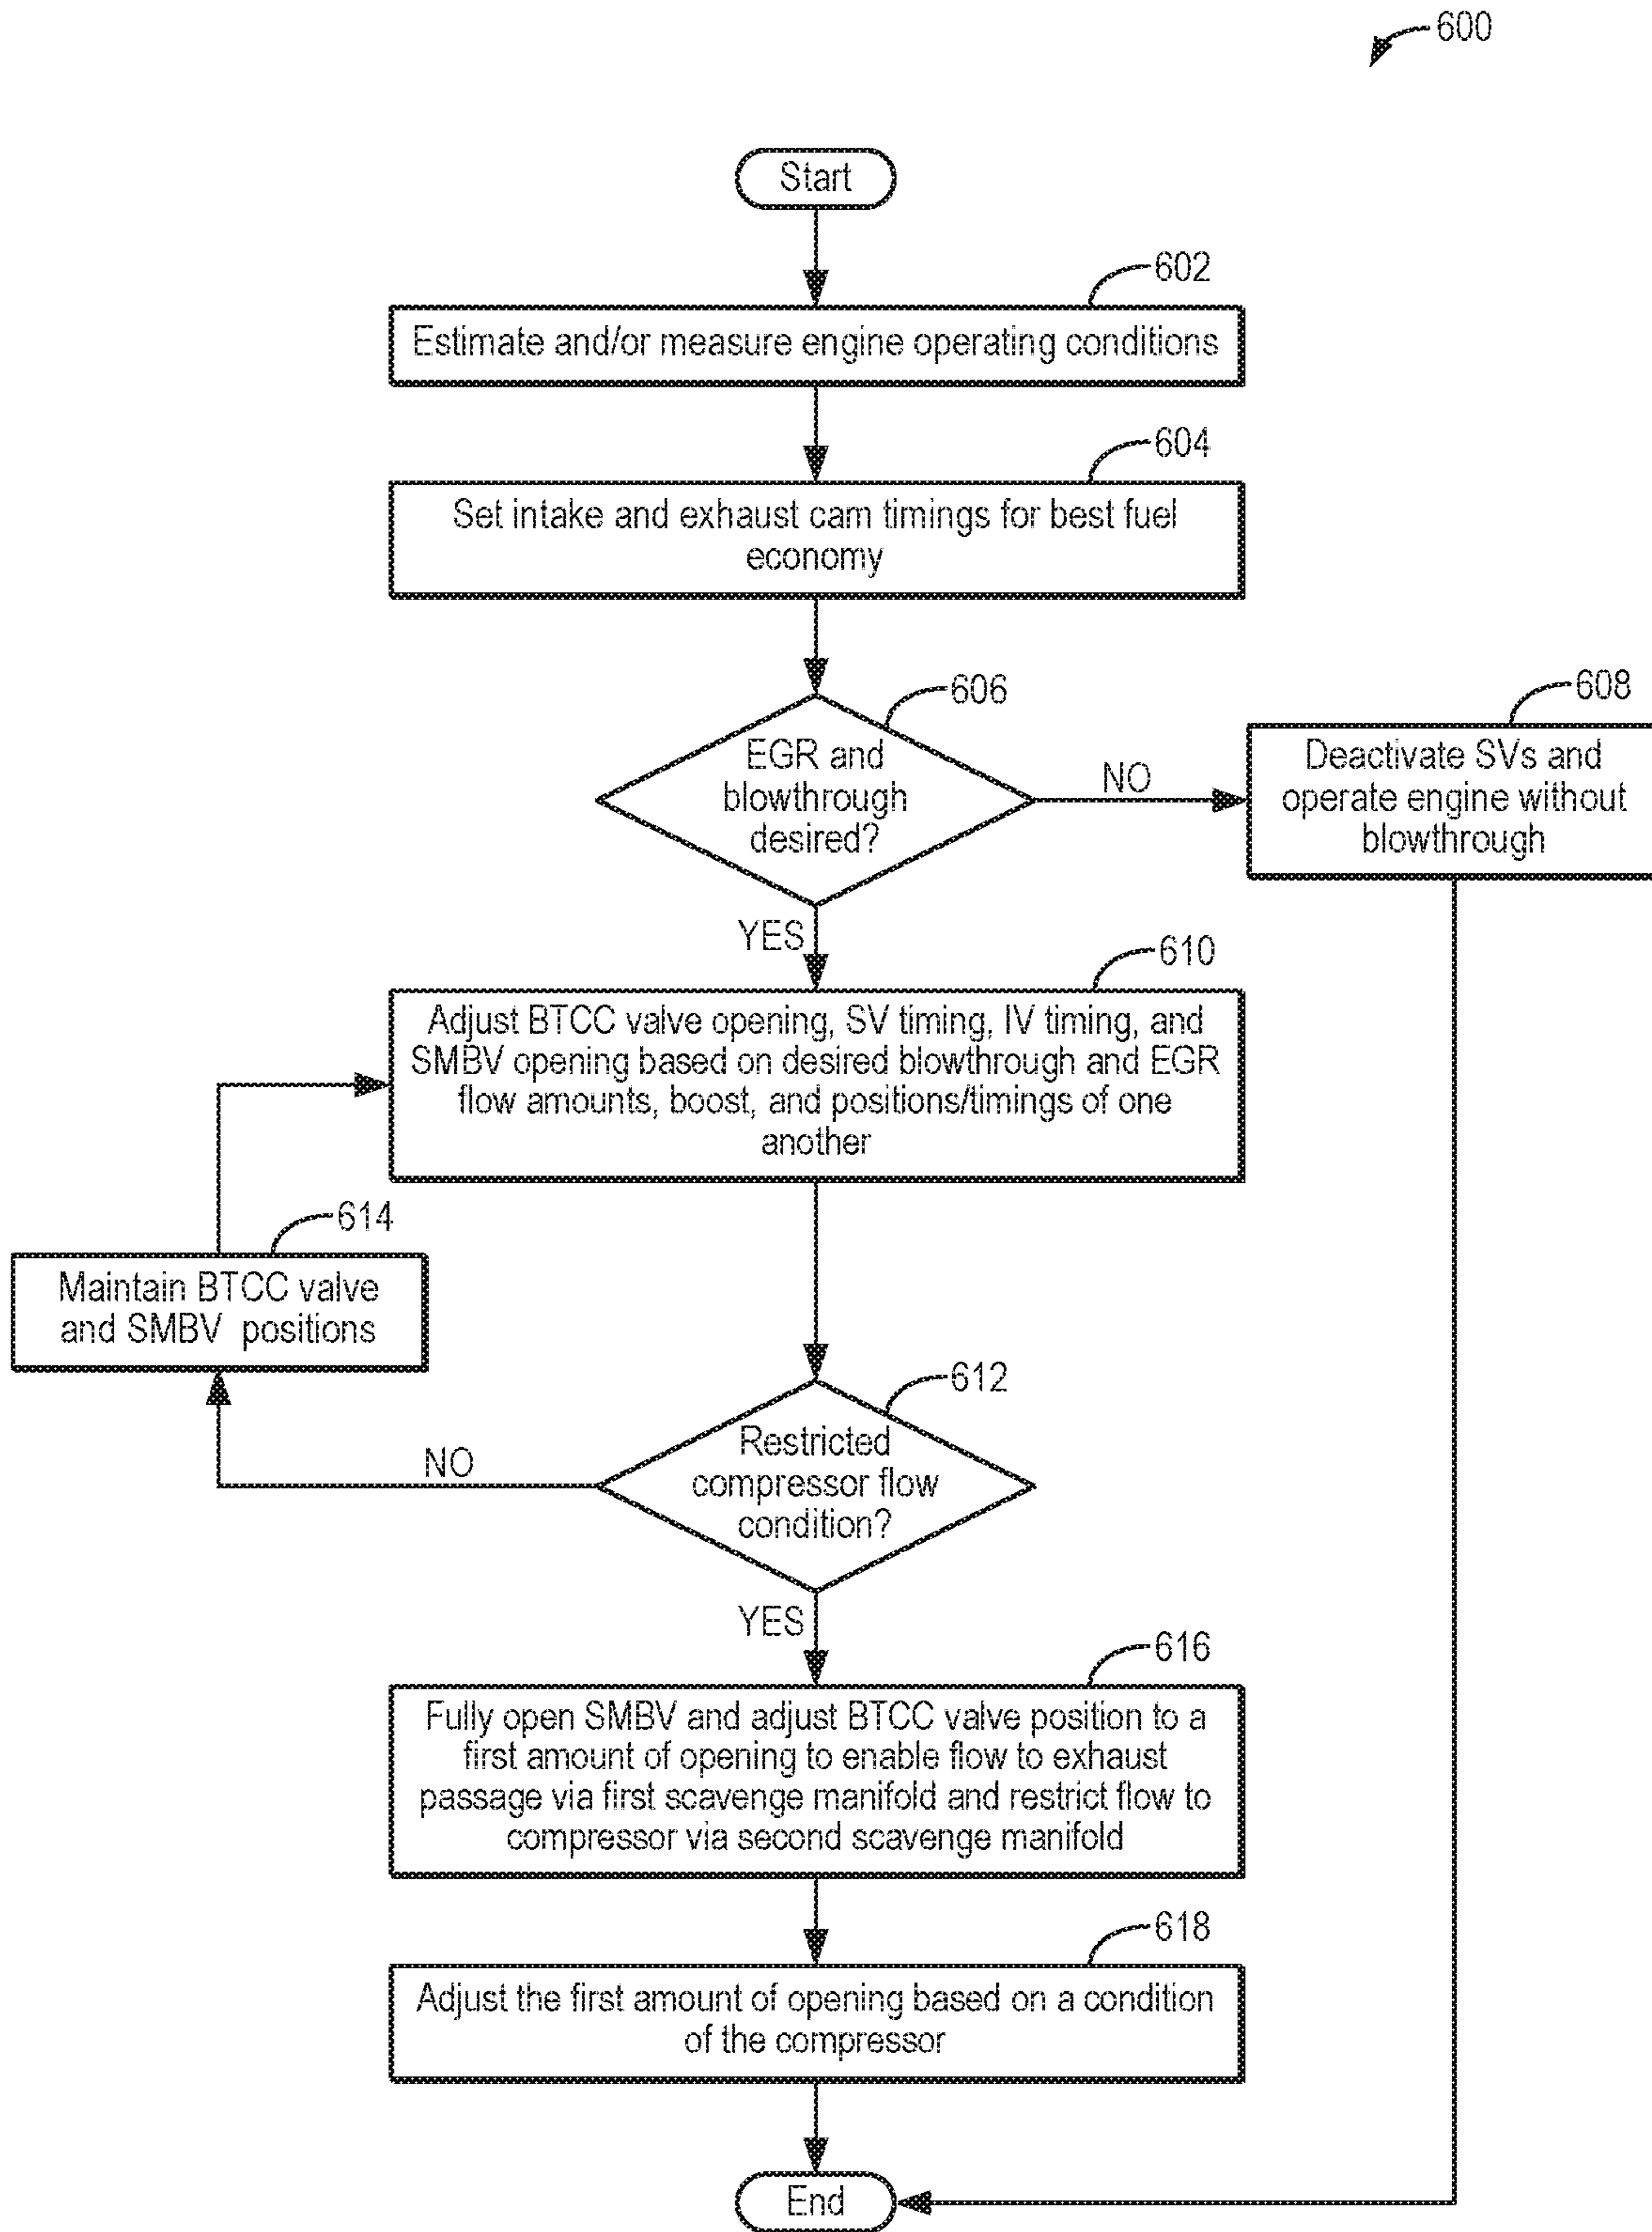 600
Start
602
Estimate and/or measure engine operating conditions
604
Set intake and exhaust cam timings for best fuel
economy
606
EGR and
blowthrough
desired?
NO
608
Deactivate SVs and
operate engine without
blowthrough
YES
610
Adjust BTCC valve opening, SV timing, IV timing, and
SMBV opening based on desired blowthrough and EGR
flow amounts, boost, and positions/timings of one
another
614
Maintain BTCC valve
and SMBV positions
612
Restricted
compressor flow
condition?
NO
YES
616
Fully open SMBV and adjust BTCC valve position to a
first amount of opening to enable flow to exhaust
passage via first scavenge manifold and restrict flow to
compressor via second scavenge manifold
618
Adjust the first amount of opening based on a condition
of the compressor
End